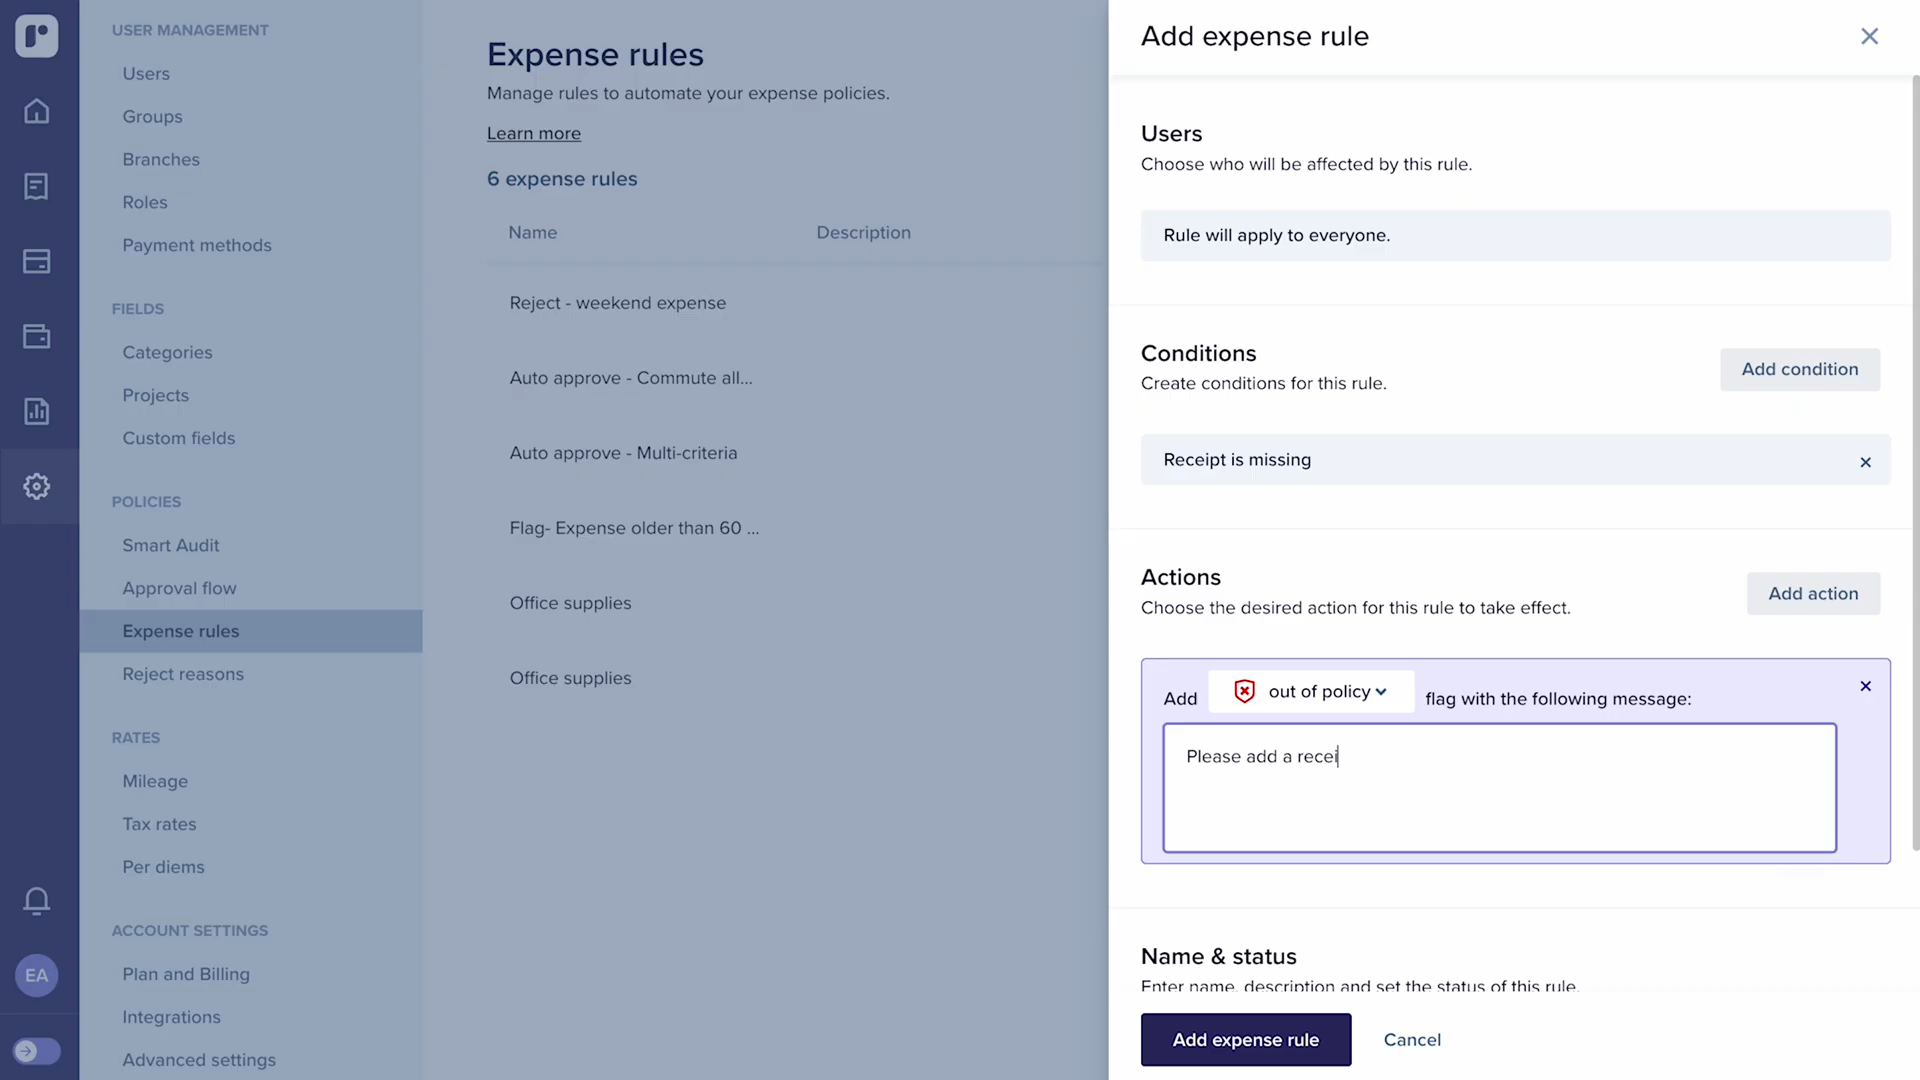 USER MANAGEMENT
Users
Groups
Branches
Roles
Payment methods
FIELDS
Categories
Projects
Custom fields
POLICIES
Smart Audit
Approval flow
Expense rules
Reject reasons
RATES
Mileage
Tax rates
Per diems
ACCOUNT SETTINGS
Plan and Billing
Integrations
Advanced settings
EA
Expense rules
Manage rules to automate your expense policies.
Learn more
6 expense rules
Name Description
Reject - weekend expense
Auto approve - Commute all...
Auto approve - Multi-criteria
Flag- Expense older than 60 ...
Office supplies
Office supplies
Add expense rule
Users
Choose who will be affected by this rule.
Rule will apply to everyone.
Conditions
Create conditions for this rule.
Add condition
Receipt is missing
Actions
Choose the desired action for this rule to take effect.
Add action
Add out of policy flag with the following message:
Please add a recei
Name & status
Enter name, description and set the status of this rule.
Add expense rule
Cancel